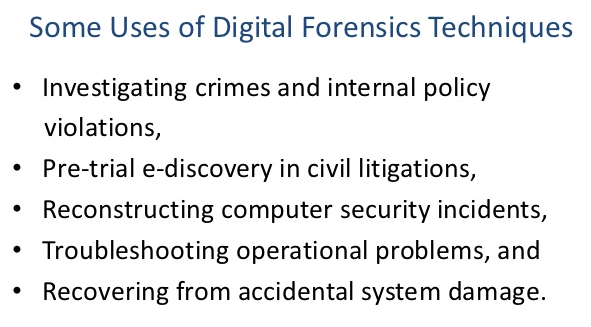 Some Uses of Digital Forensics Techniques
• Investigating crimes and internal policy
violations,
• Pre-trial e-discovery in civil litigations,
• Reconstructing computer security incidents,
• Troubleshooting operational problems, and
• Recovering from accidental system damage.